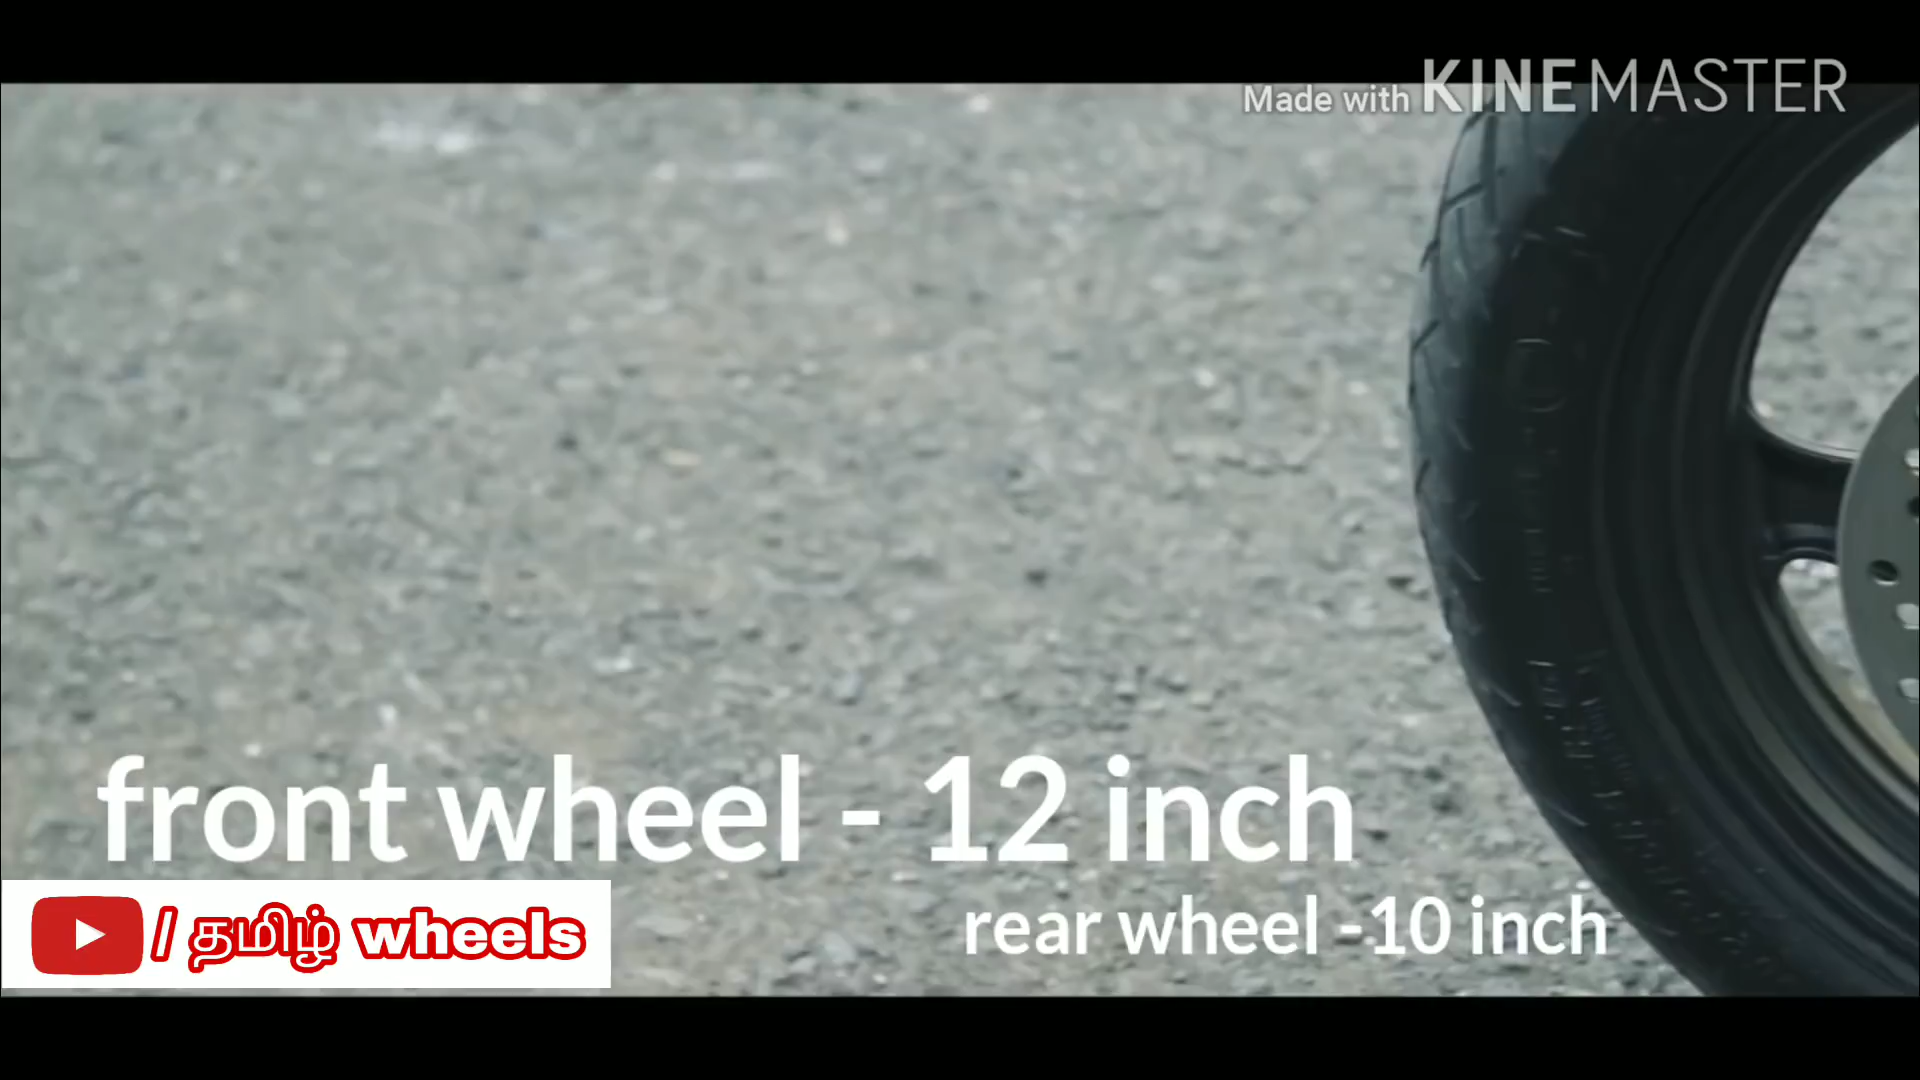 Made with KINEMASTER
front wheel - 12 inch
rear wheel -10 inch
/ தமிழ் wheels